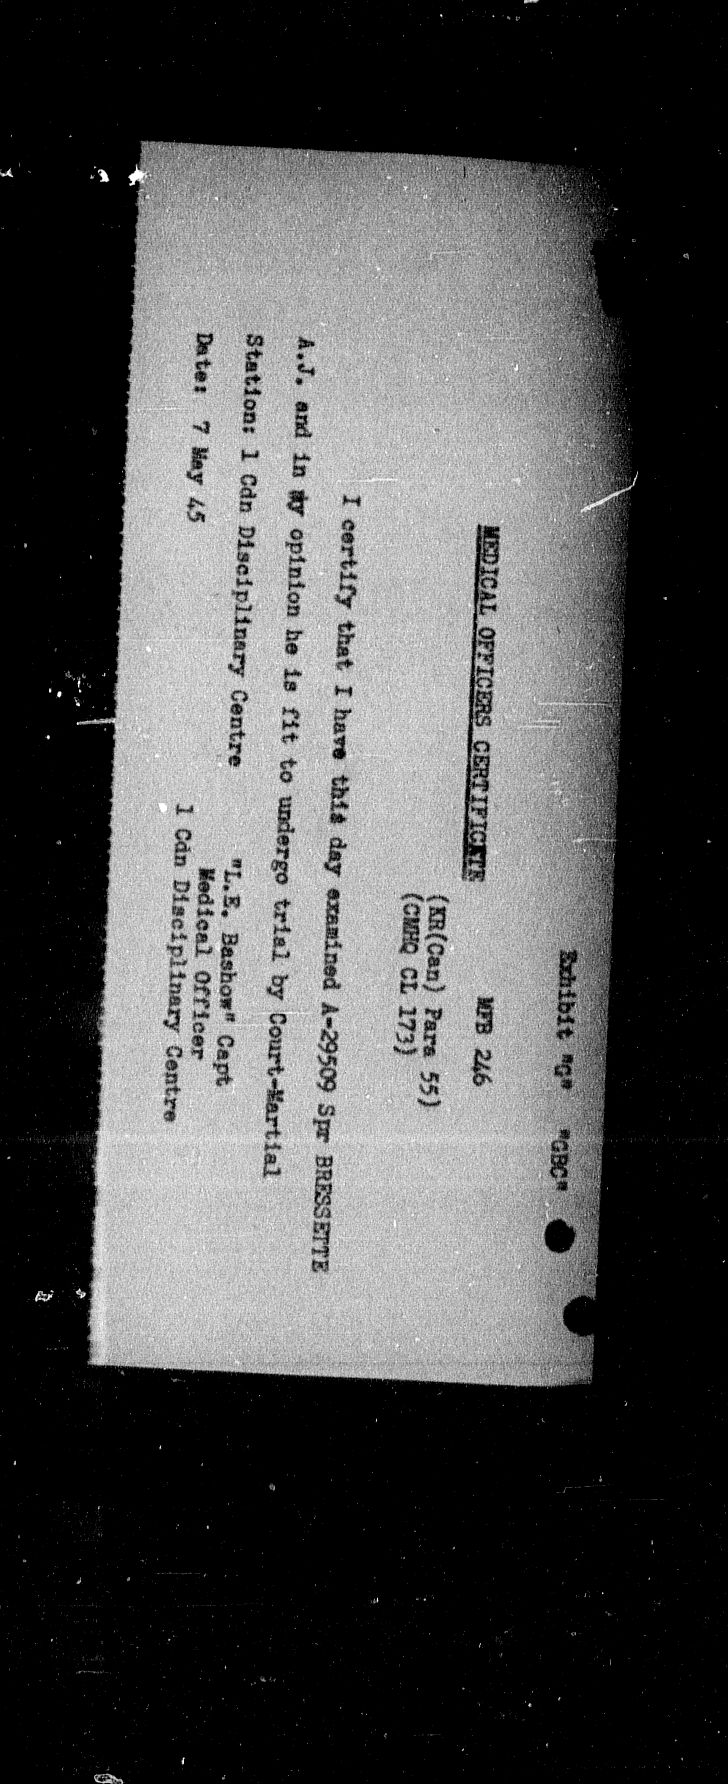 Exhibit "G" "GBC"
MEDICAL OFFICERS CERTIFICATE MFB 246
(KR(Can) Para 55)
(CMHQ CL 173)
I certify that I have this day examined A-29509 Spr BRESSETTE
A.J. and in my opinion he is fit to undergo trial by Court-Martial
Station: 1 Cdn Disciplinary Centre
Date: 7 May 45
"L.E. Bashow" Capt
Medical Officer
1 Cdn Disciplinary Centre